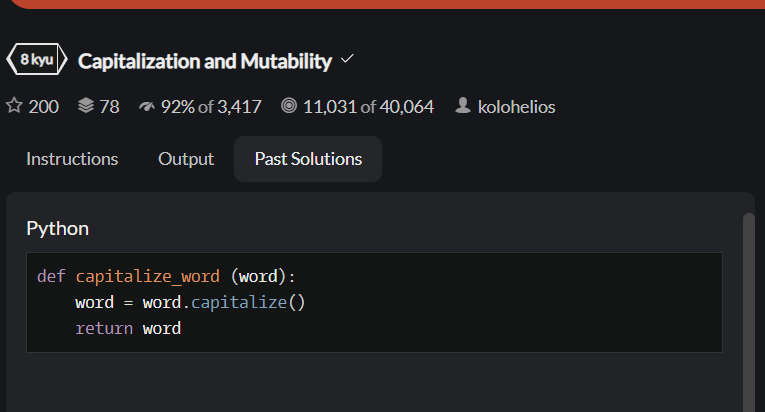 8 kyu Capitalization and Mutability
200 78 92% of 3,417 11,031 of 40,064 kolohelios
Instructions Output Past Solutions
Python
def capitalize_word (word):
    word = word.capitalize()
    return word